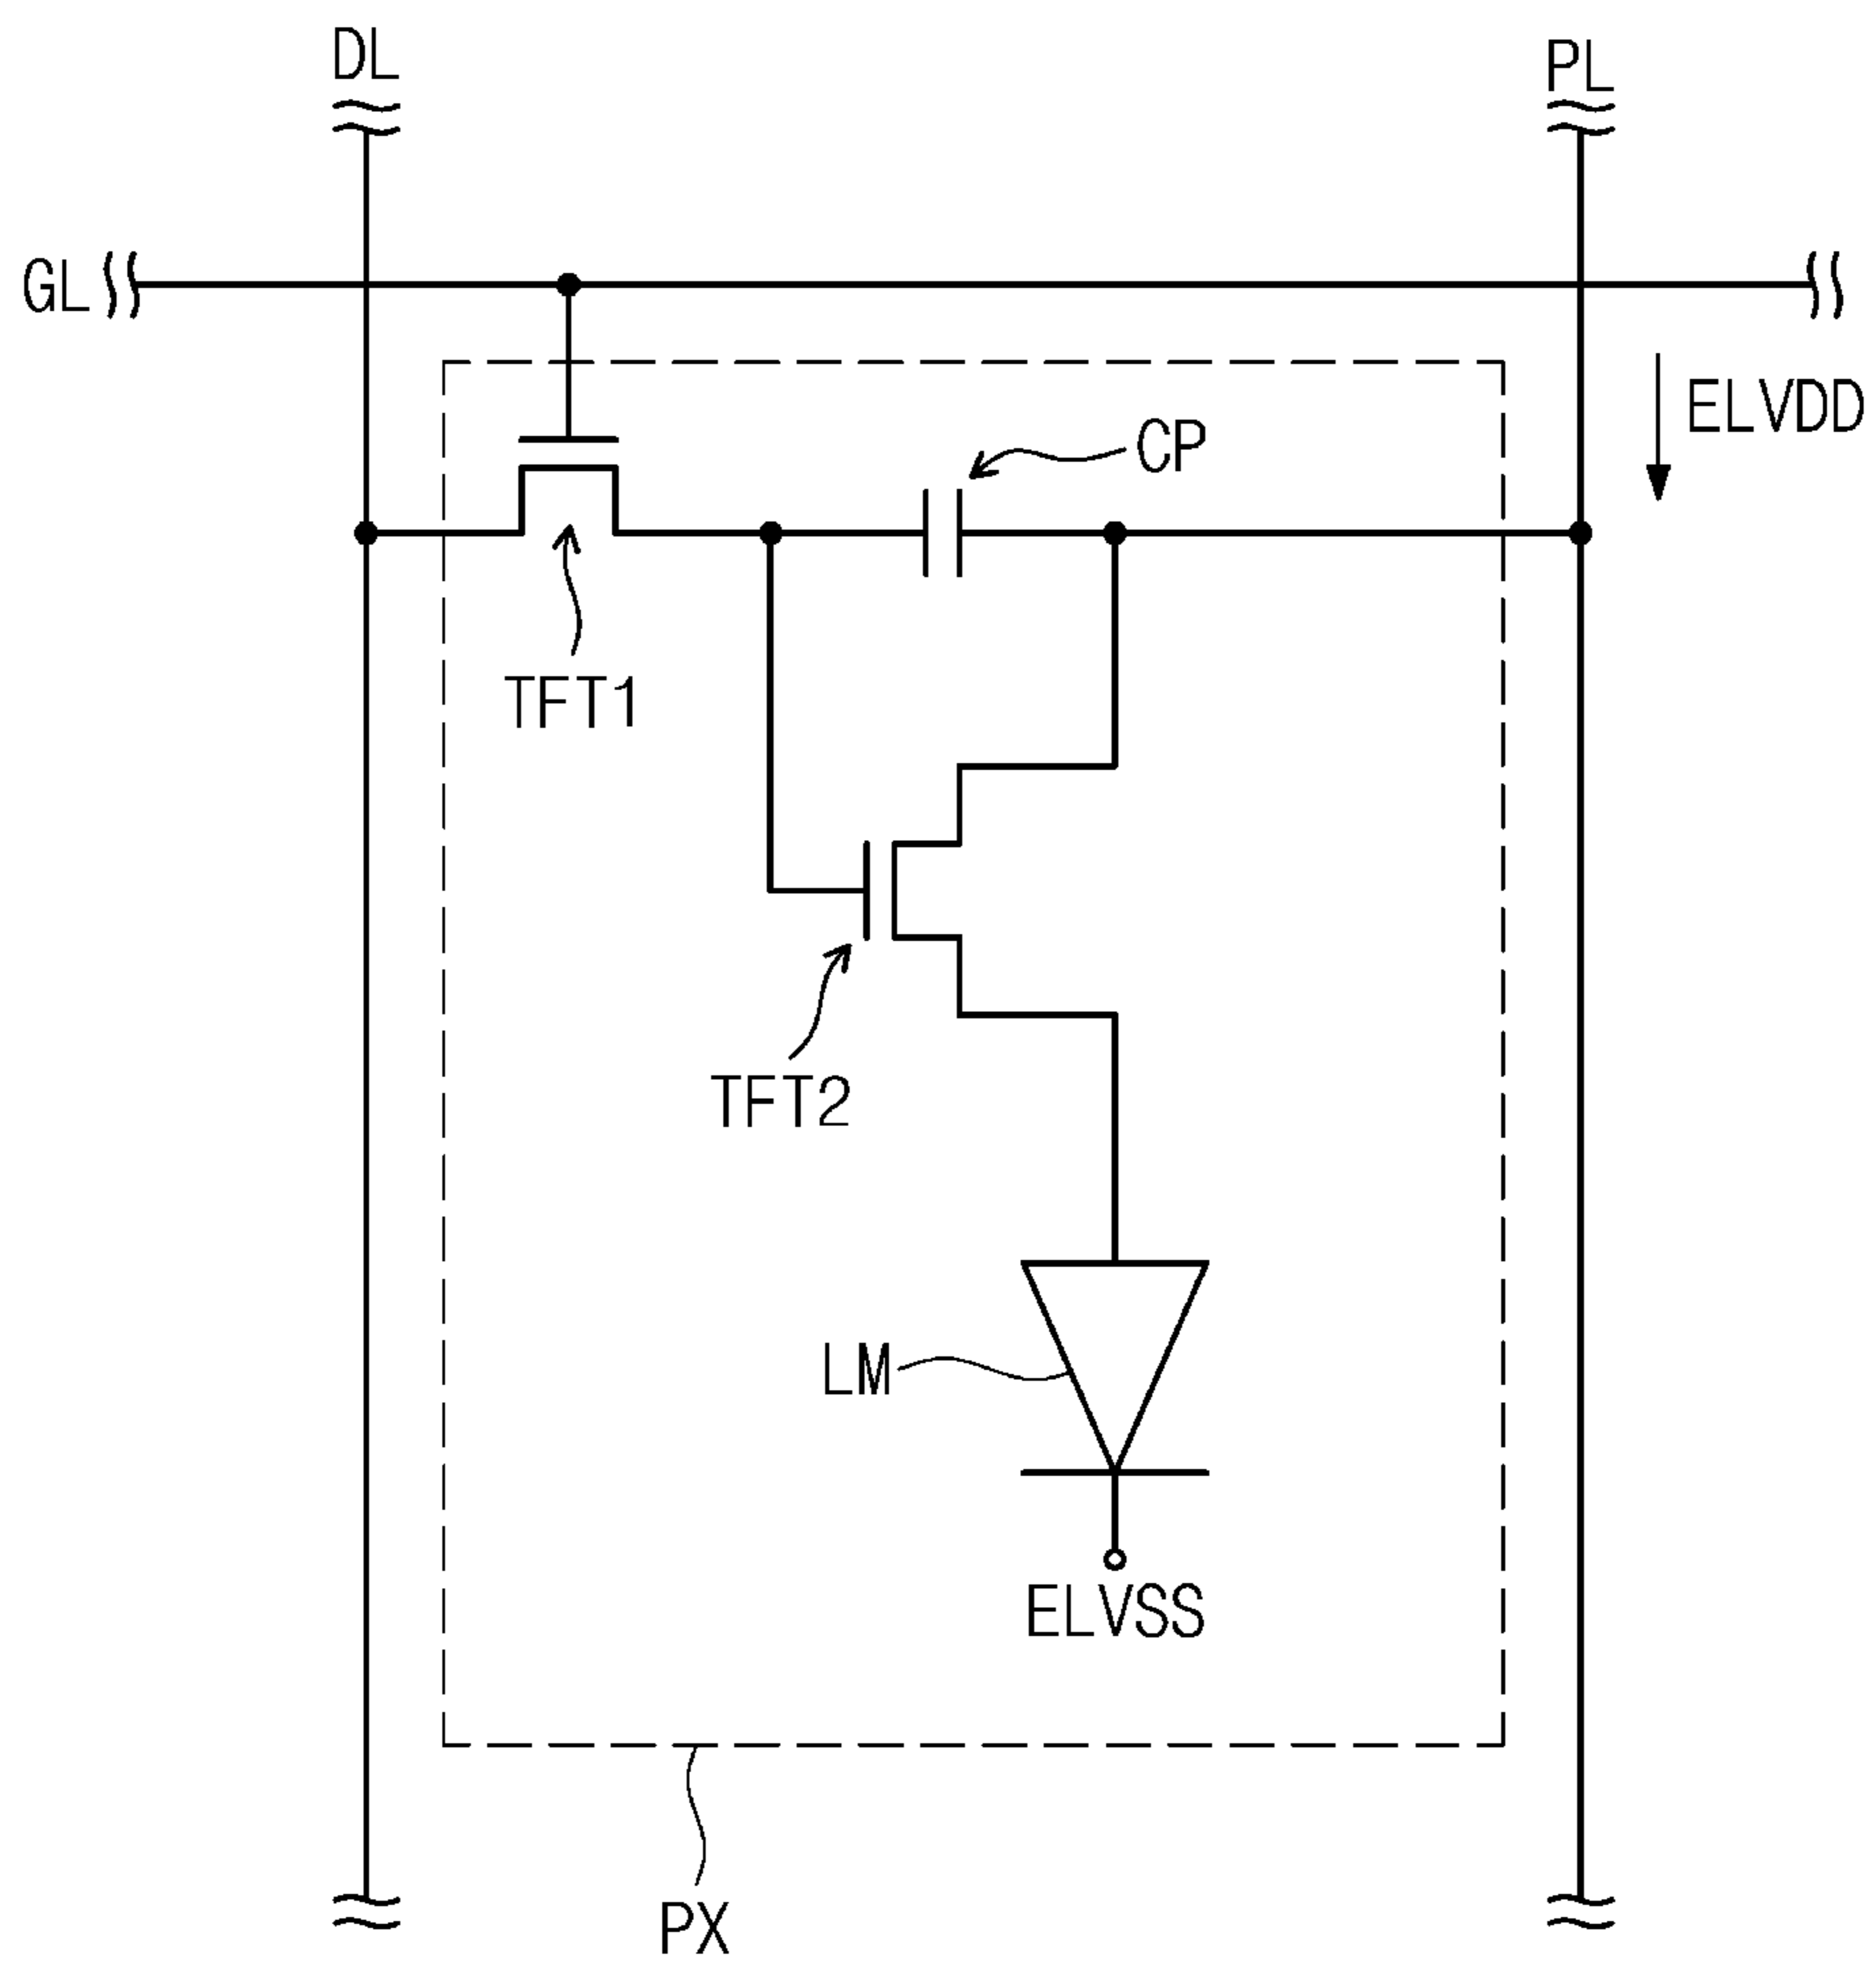 DL
PL
GL
ELVDD
CP
TFT1
TFT2
LM
ELVSS
PX